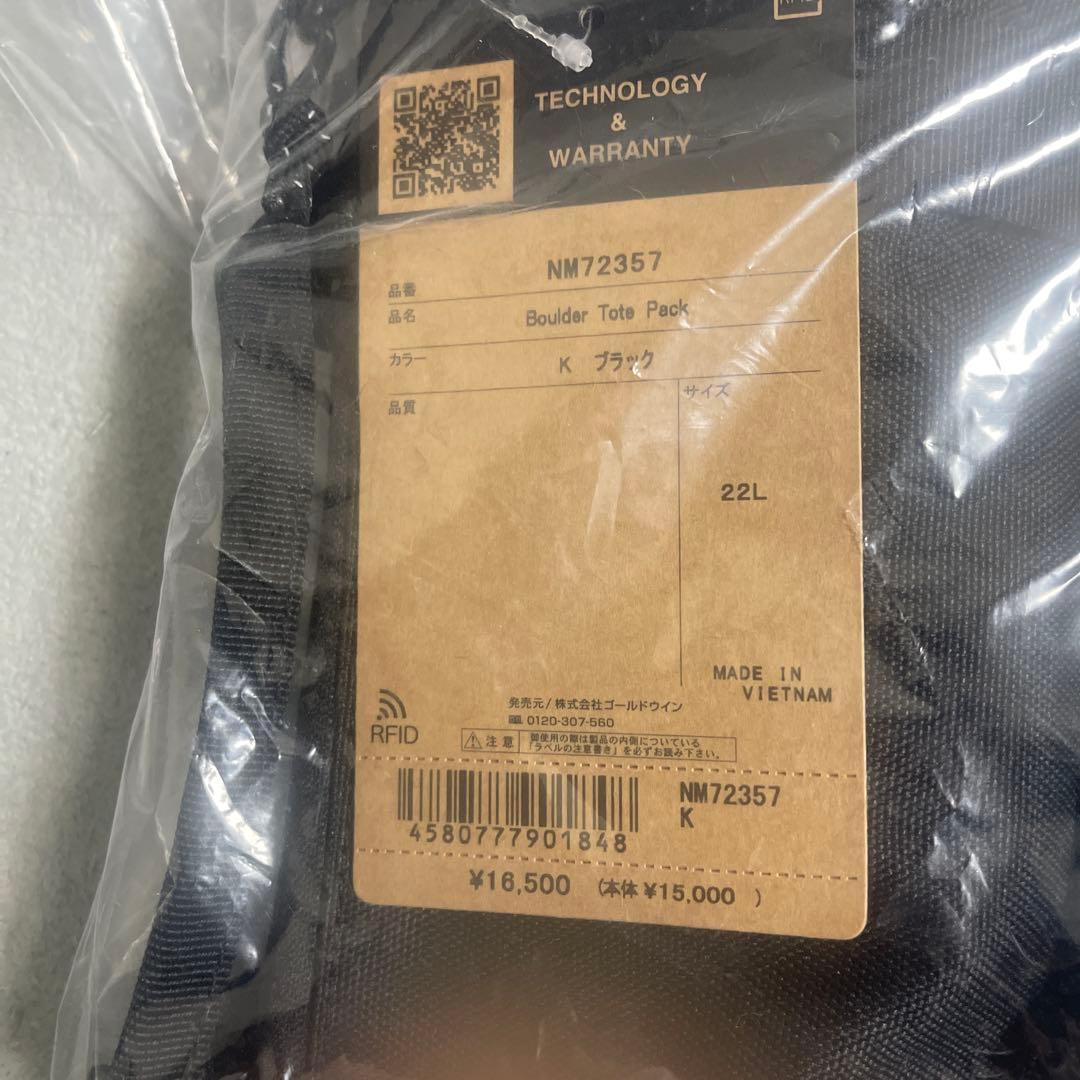 TECHNOLOGY
&
WARRANTY
品番 NM72357
品名 Boulder Tote Pack
カラー K ブラック
品質 サイズ
22L
MADE IN
VIETNAM
発売元/株式会社ゴールドウイン
0120-307-560
RFID
注意 御使用の際は製品の内側についている
「ラベルの注意書き」を必ずお読み下さい。
NM72357
K
4580777901848
¥16,500 (本体 ¥15,000 )